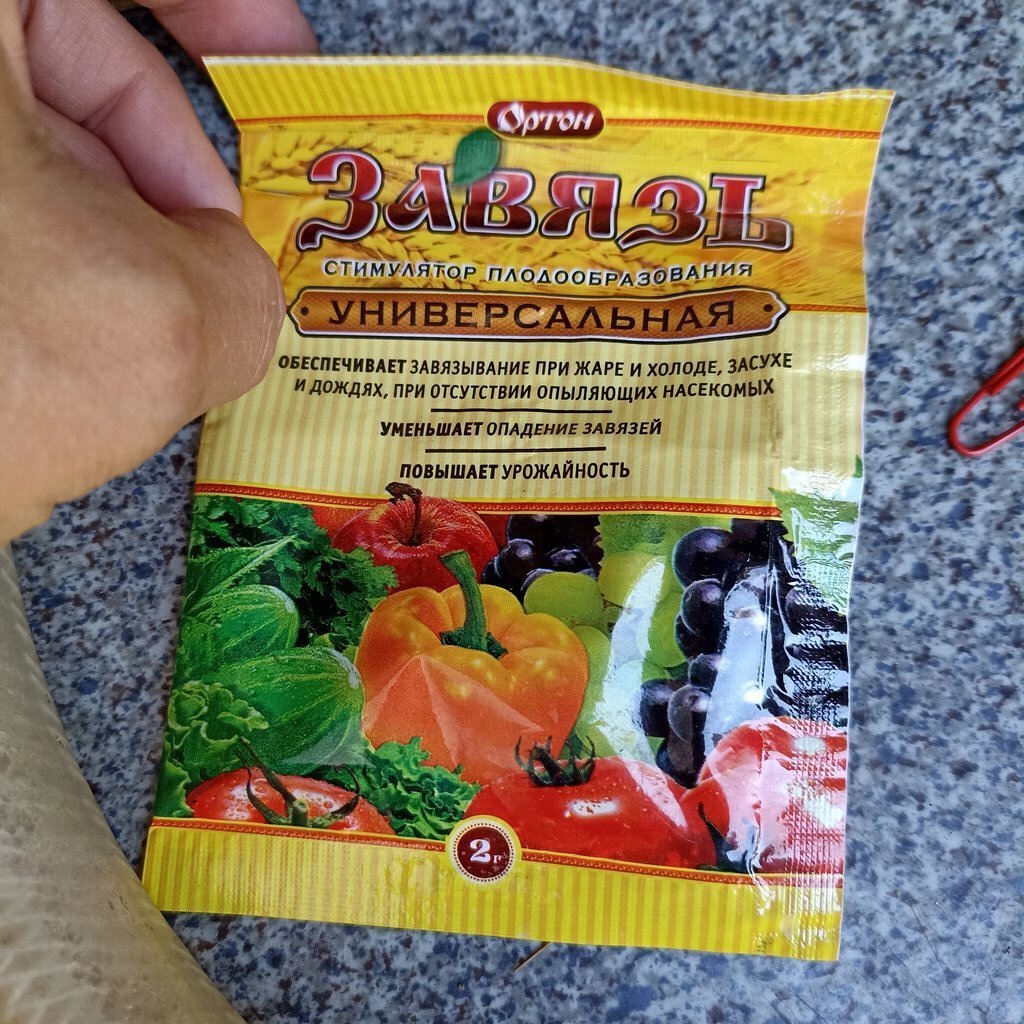 Ортон
ЗАВЯЗЬ
СТИМУЛЯТОР ПЛОДООБРАЗОВАНИЯ
УНИВЕРСАЛЬНАЯ
ОБЕСПЕЧИВАЕТ ЗАВЯЗЫВАНИЕ ПРИ ЖАРЕ И ХОЛОДЕ, ЗАСУХЕ
И ДОЖДЯХ, ПРИ ОТСУТСТВИИ ОПЫЛЯЮЩИХ НАСЕКОМЫХ
УМЕНЬШАЕТ ОПАДЕНИЕ ЗАВЯЗЕЙ
ПОВЫШАЕТ УРОЖАЙНОСТЬ
2 г